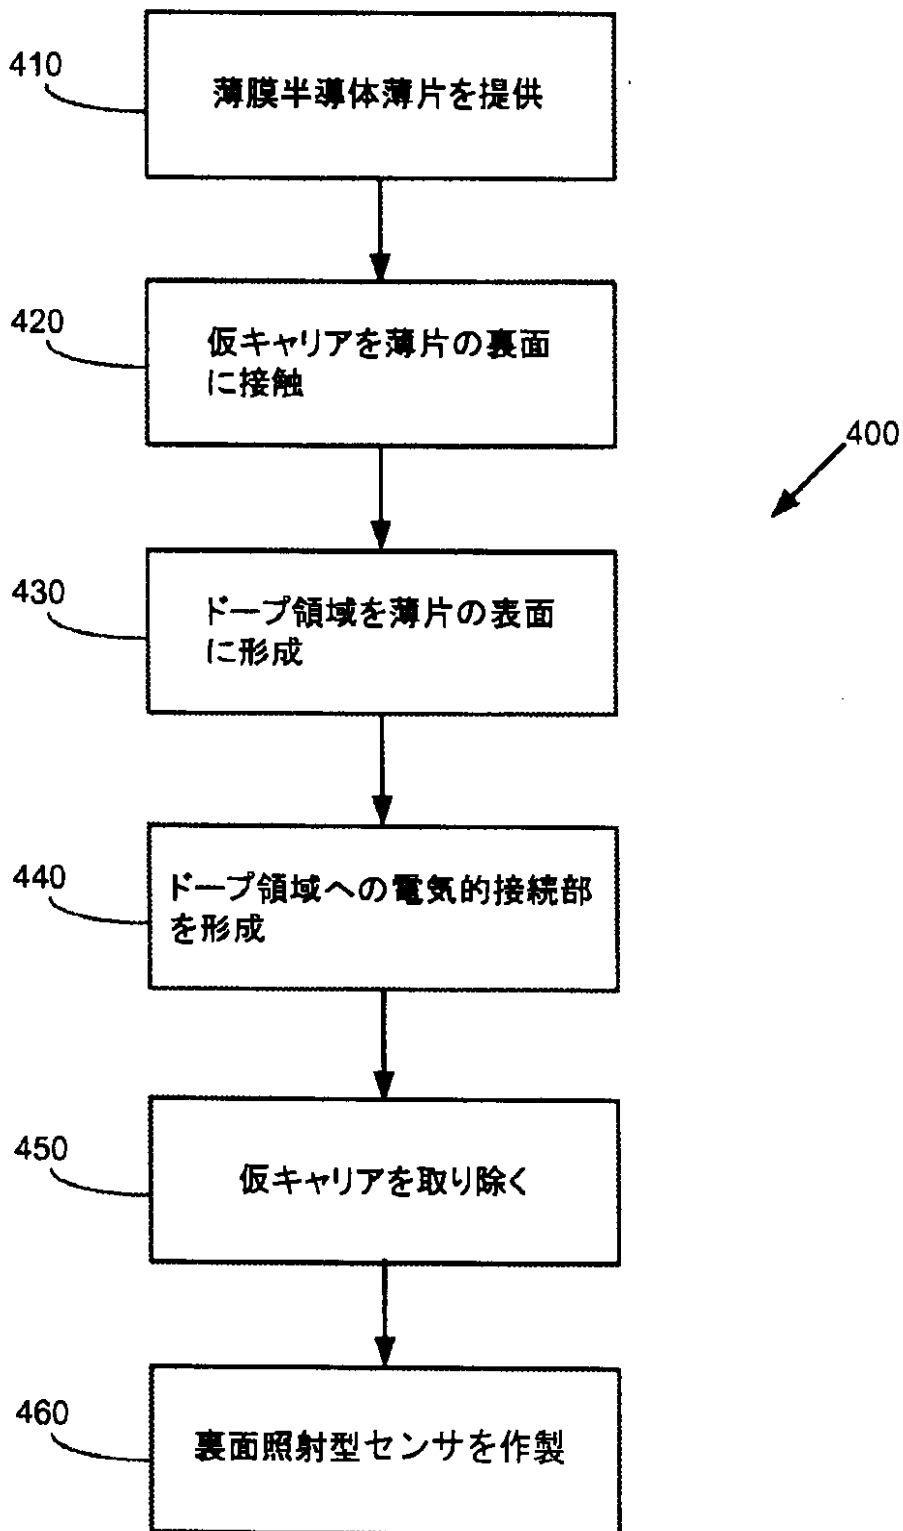 410
薄膜半導体薄片を提供
420
仮キャリアを薄片の裏面
に接触
400
430
ドープ領域を薄片の表面
に形成
440
ドープ領域への電気的接続部
を形成
450
仮キャリアを取り除く
460
裏面照射型センサを作製